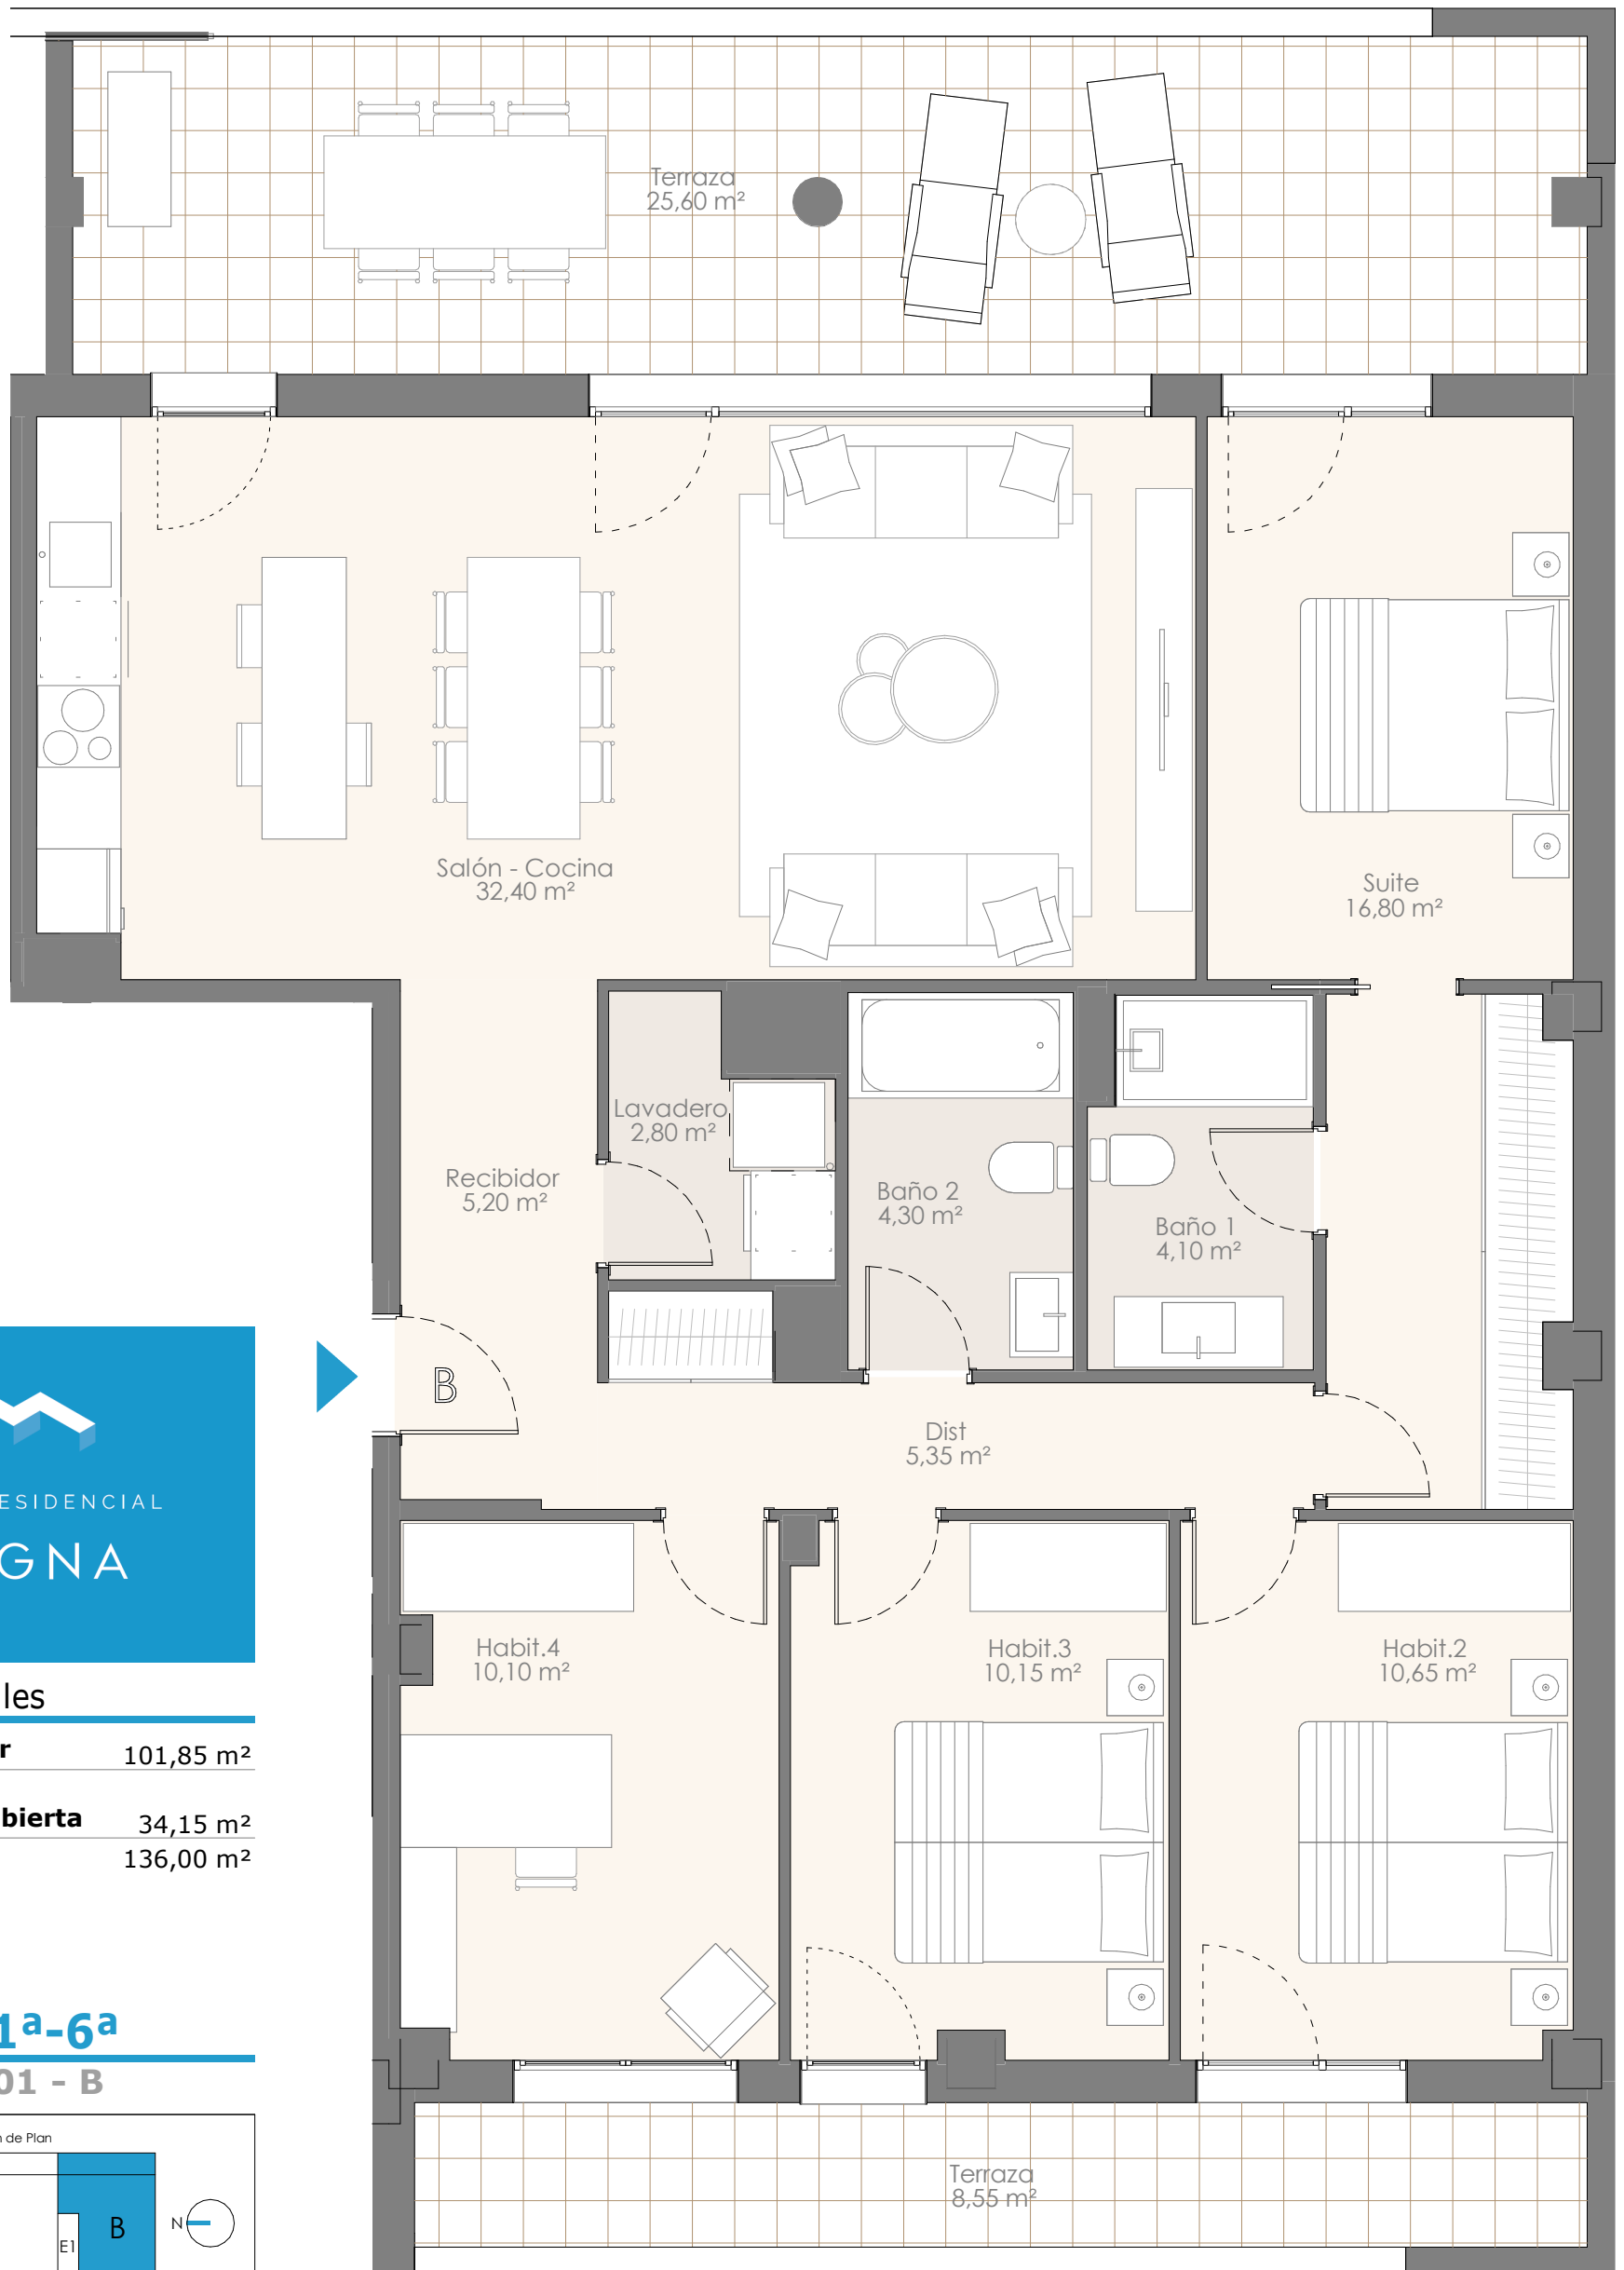 Terraza
25,60 m²
Salón - Cocina
32,40 m²
Suite
16,80 m²
Lavadero
2,80 m²
Recibidor
5,20 m²
Baño 2
4,30 m²
Baño 1
4,10 m²
B
Dist
5,35 m²
ESIDENCIAL
GNA
Habit.4
10,10 m²
Habit.3
10,15 m²
Habit.2
10,65 m²
les
r 101,85 m²
bierta 34,15 m²
136,00 m²
1ª-6ª
01 - B
de Plan
B
E1
N
Terraza
8,55 m²